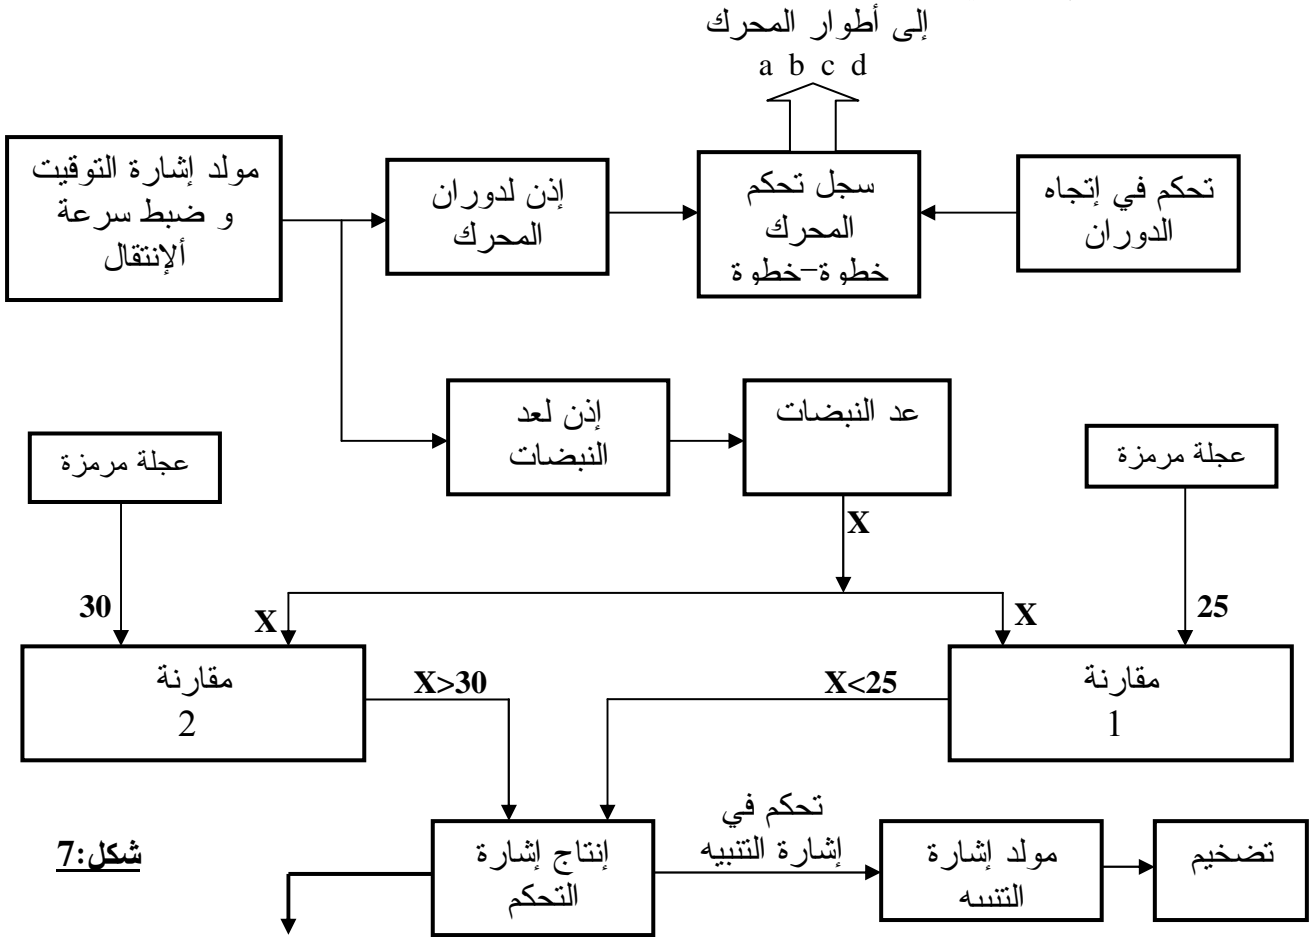 إلى أطوار المحرك
a b c d
مولد إشارة التوقيت
و ضبط سرعة
ألإنتقال
إذن لدوران
المحرك
سجل تحكم
المحرك
خطوة-خطوة
تحكم في إتجاه
الدوران
إذن لعد
النبضات
عد النبضات
عجلة مرمزة
عجلة مرمزة
X
30
X
X
25
مقارنة
2
X>30
X<25
مقارنة
1
شكل:7
إنتاج إشارة
التحكم
تحكم في
إشارة التنبيه
مولد إشارة
التنبيه
تضخيم